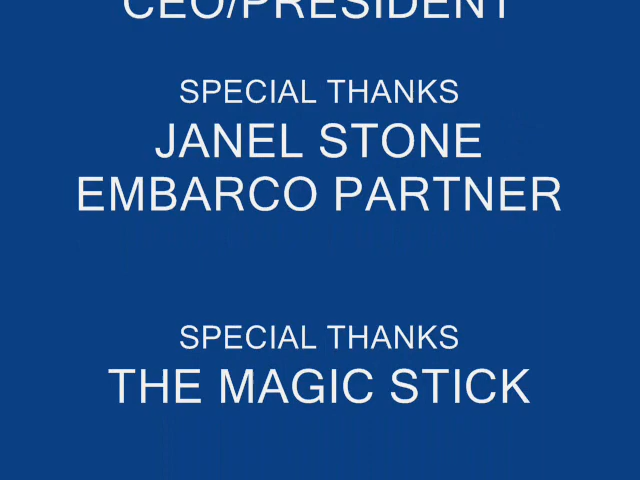 CEO/PRESIDENT
SPECIAL THANKS
JANEL STONE
EMBARCO PARTNER
SPECIAL THANKS
THE MAGIC STICK